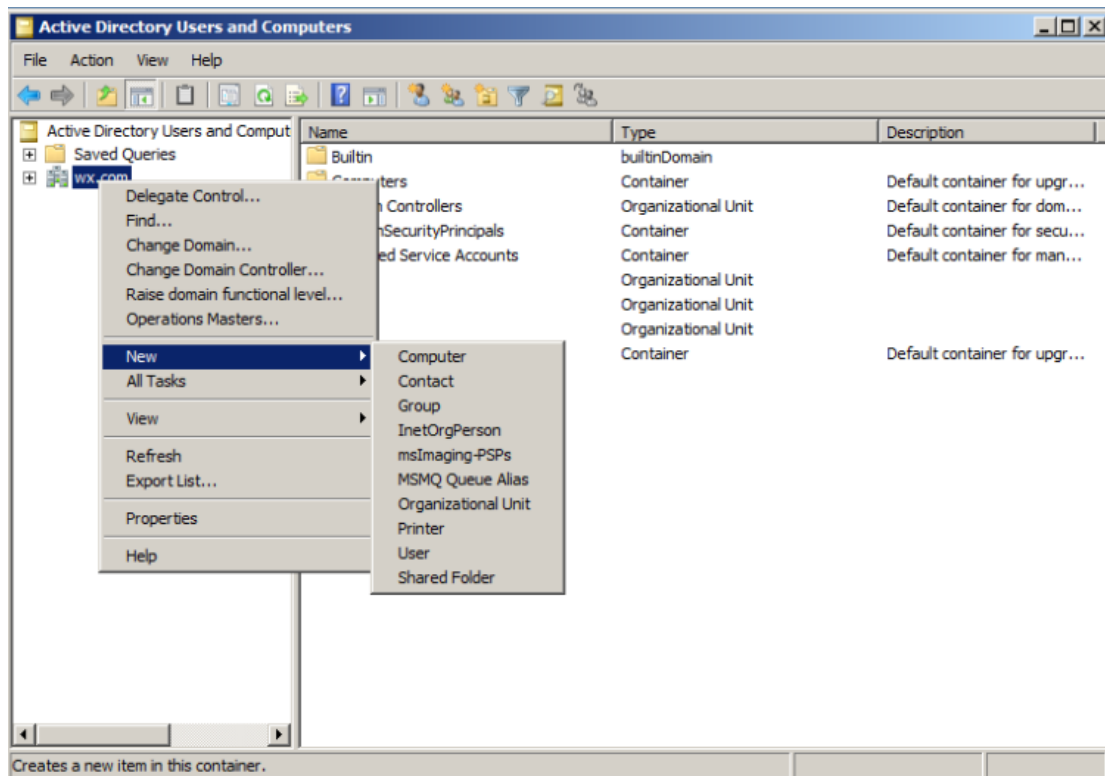 Active Directory Users and Computers
File Action View Help
Active Directory Users and Comput
Saved Queries
wx.com
Name Type Description
Builtin builtinDomain
Computers Container Default container for upgr...
Controllers Organizational Unit Default container for dom...
nSecurityPrincipals Container Default container for secu...
ed Service Accounts Container Default container for man...
Organizational Unit
Organizational Unit
Organizational Unit
Container Default container for upgr...
Delegate Control...
Find...
Change Domain...
Change Domain Controller...
Raise domain functional level...
Operations Masters...
New
All Tasks
View
Refresh
Export List...
Properties
Help
Computer
Contact
Group
InetOrgPerson
msImaging-PSPs
MSMQ Queue Alias
Organizational Unit
Printer
User
Shared Folder
Creates a new item in this container.